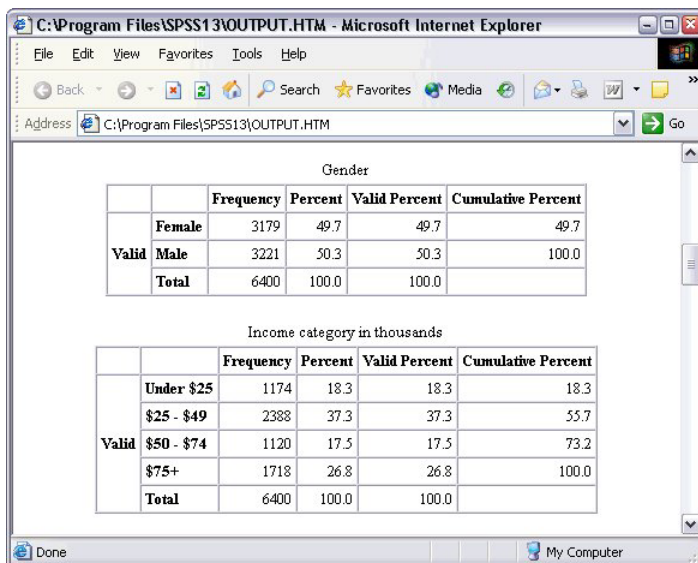 C:\Program Files\SPSS13\OUTPUT.HTM - Microsoft Internet Explorer
File Edit View Favorites Tools Help
Back Search Favorites Media »
Address C:\Program Files\SPSS13\OUTPUT.HTM Go
Gender
Frequency Percent Valid Percent Cumulative Percent
Valid Female 3179 49.7 49.7 49.7
Male 3221 50.3 50.3 100.0
Total 6400 100.0 100.0
Income category in thousands
Frequency Percent Valid Percent Cumulative Percent
Valid Under $25 1174 18.3 18.3 18.3
$25 - $49 2388 37.3 37.3 55.7
$50 - $74 1120 17.5 17.5 73.2
$75+ 1718 26.8 26.8 100.0
Total 6400 100.0 100.0
Done My Computer